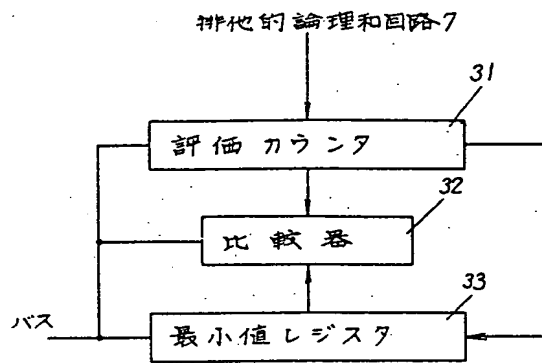 排他的論理和回路7
31
評価カウンタ
32
比較器
33
バス
最小値レジスタ